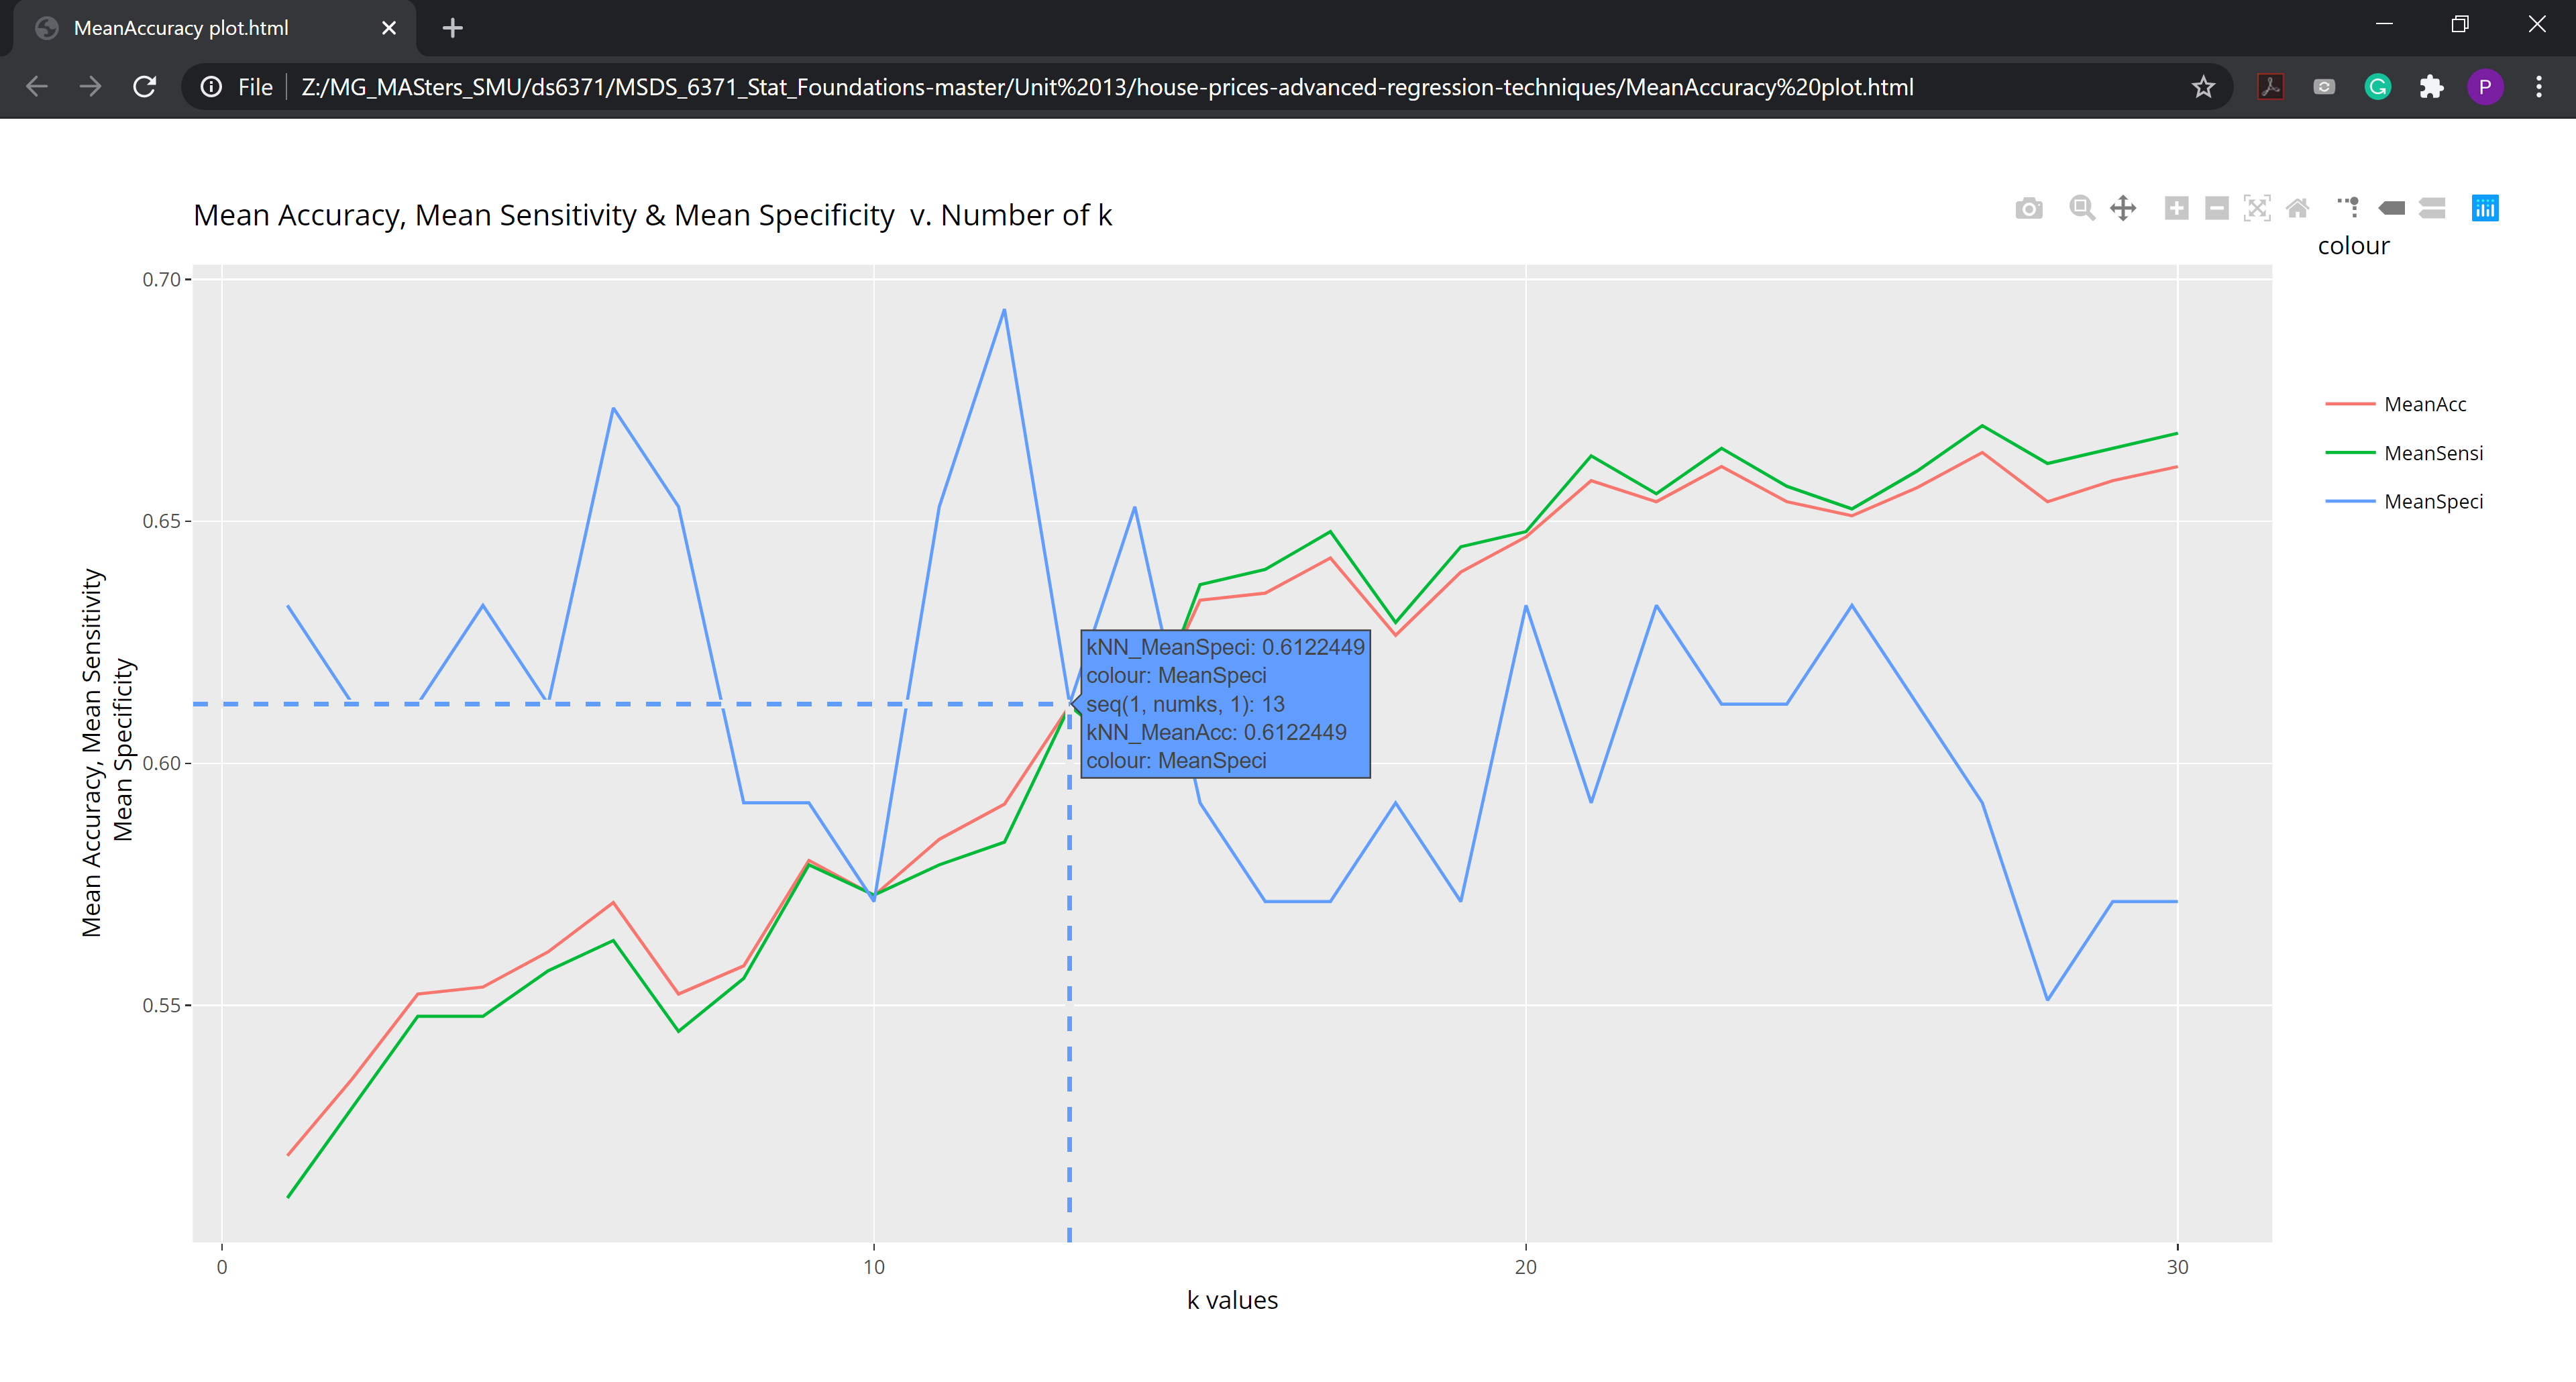 MeanAccuracy plot.html
File
Z:/MG_MASters_SMU/ds6371/MSDS_6371_Stat_Foundations-master/Unit%2013/house-prices-advanced-regression-techniques/MeanAccuracy%20plot.html
G
P
Mean Accuracy, Mean Sensitivity & Mean Specificity  v. Number of k
colour
MeanAcc
MeanSensi
MeanSpeci
Mean Accuracy, Mean Sensitivity
Mean Specificity
0.70
0.65
0.60
0.55
kNN_MeanSpeci: 0.6122449
colour: MeanSpeci
seq(1, numks, 1): 13
kNN_MeanAcc: 0.6122449
colour: MeanSpeci
0
10
20
30
k values